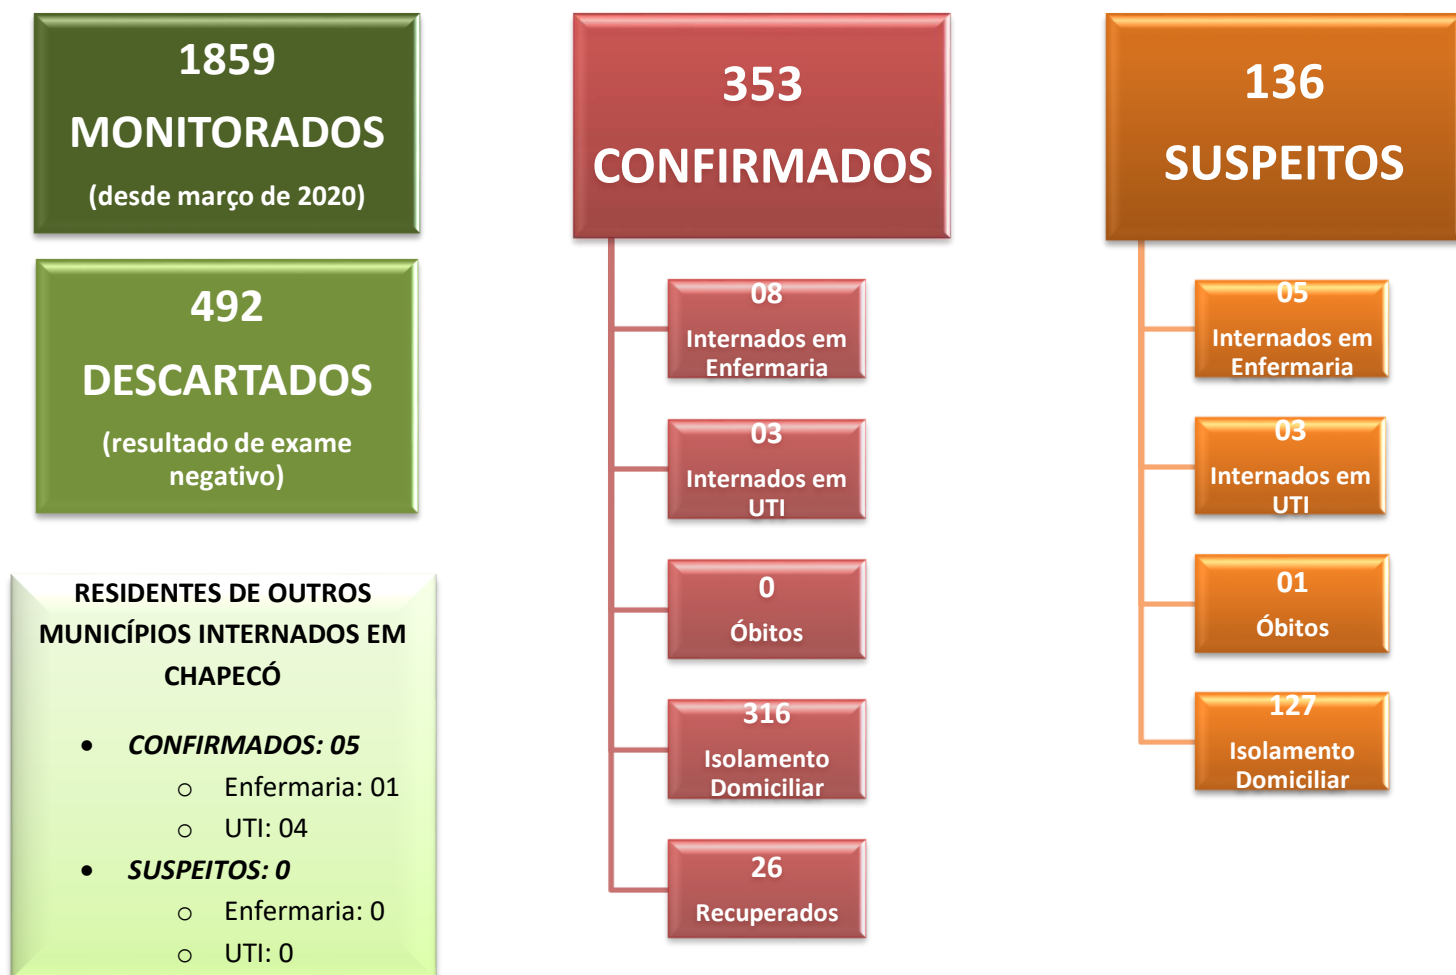 1859
MONITORADOS
(desde março de 2020)
492
DESCARTADOS
(resultado de exame
negativo)
RESIDENTES DE OUTROS
MUNICÍPIOS INTERNADOS EM
CHAPECÓ
• CONFIRMADOS: 05
o Enfermaria: 01
o UTI: 04
• SUSPEITOS: 0
o Enfermaria: 0
o UTI: 0
353
CONFIRMADOS
08
Internados em
Enfermaria
03
Internados em
UTI
0
Óbitos
316
Isolamento
Domiciliar
26
Recuperados
136
SUSPEITOS
05
Internados em
Enfermaria
03
Internados em
UTI
01
Óbitos
127
Isolamento
Domiciliar